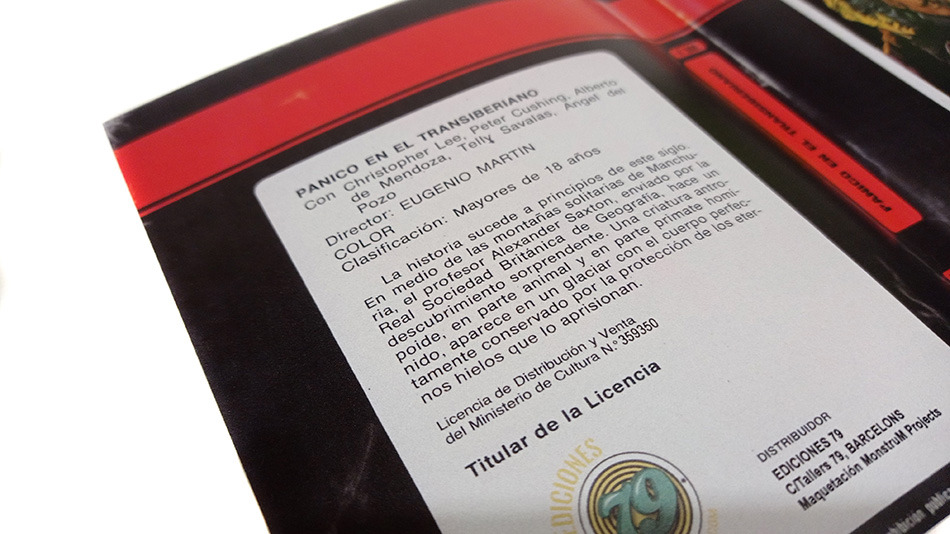 PANICO EN EL TRANSIBERIANO
Con Christopher Lee, Peter Cushing, Alberto
de Mendoza, Telly Savalas, Angel del
Pozo
Director: EUGENIO MARTIN
COLOR
Clasificación: Mayores de 18 años
La historia sucede a principios de este siglo.
En medio de las montañas solitarias de Manchu-
ria, el profesor Alexander Saxton, enviado por la
Real Sociedad Británica de Geografía, hace un
descubrimiento sorprendente. Una criatura antro-
poide, en parte animal y en parte primate homi-
nido, aparece en un glaciar con el cuerpo perfec-
tamente conservado por la protección de los eter-
nos hielos que lo aprisionan.
Licencia de Distribución y Venta
del Ministerio de Cultura N.° 359350
Titular de la Licencia
EDICIONES
79
.COM
DISTRIBUIDOR
EDICIONES 79
C/Tallers 79, BARCELONS
Maquetación MonstruM Projects
PANICO EN EL TRANSIBERIANO